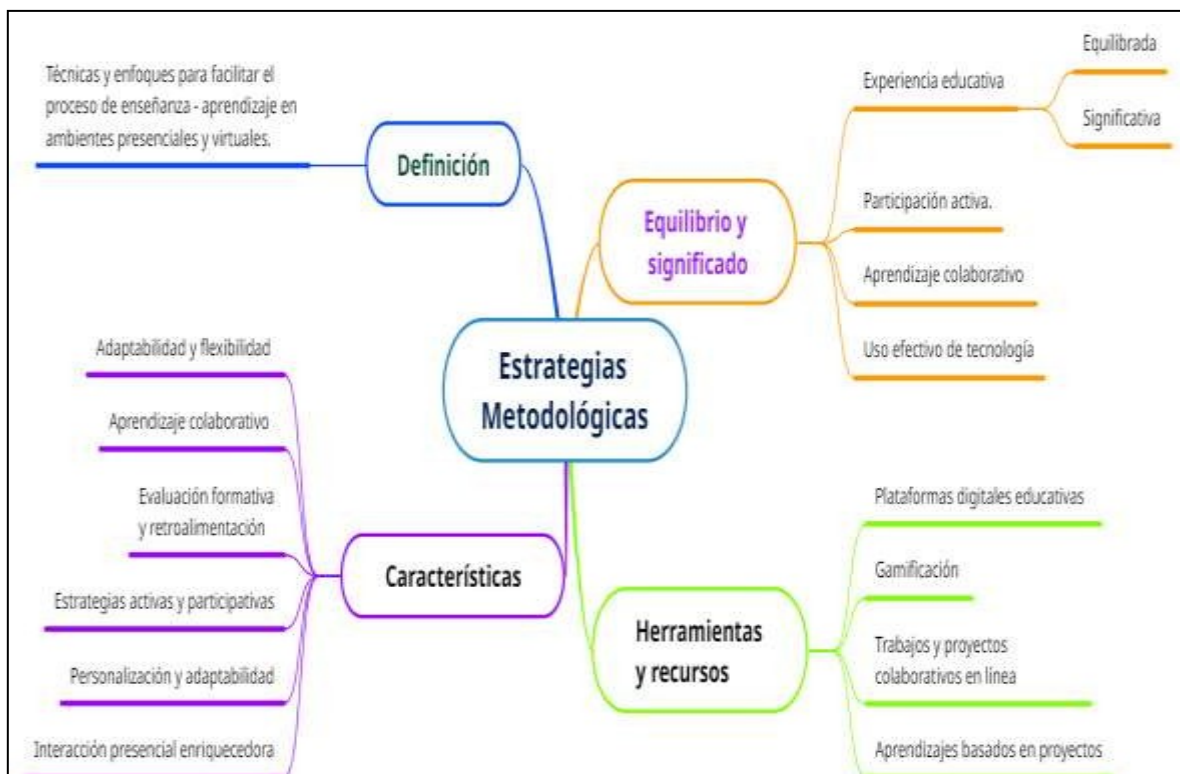 Estrategias
Metodológicas
Definición
Técnicas y enfoques para facilitar el
proceso de enseñanza - aprendizaje en
ambientes presenciales y virtuales.
Equilibrio y
significado
Experiencia educativa
Equilibrada
Significativa
Participación activa.
Aprendizaje colaborativo
Uso efectivo de tecnología
Características
Adaptabilidad y flexibilidad
Aprendizaje colaborativo
Evaluación formativa
y retroalimentación
Estrategias activas y participativas
Personalización y adaptabilidad
Interacción presencial enriquecedora
Herramientas
y recursos
Plataformas digitales educativas
Gamificación
Trabajos y proyectos
colaborativos en línea
Aprendizajes basados en proyectos